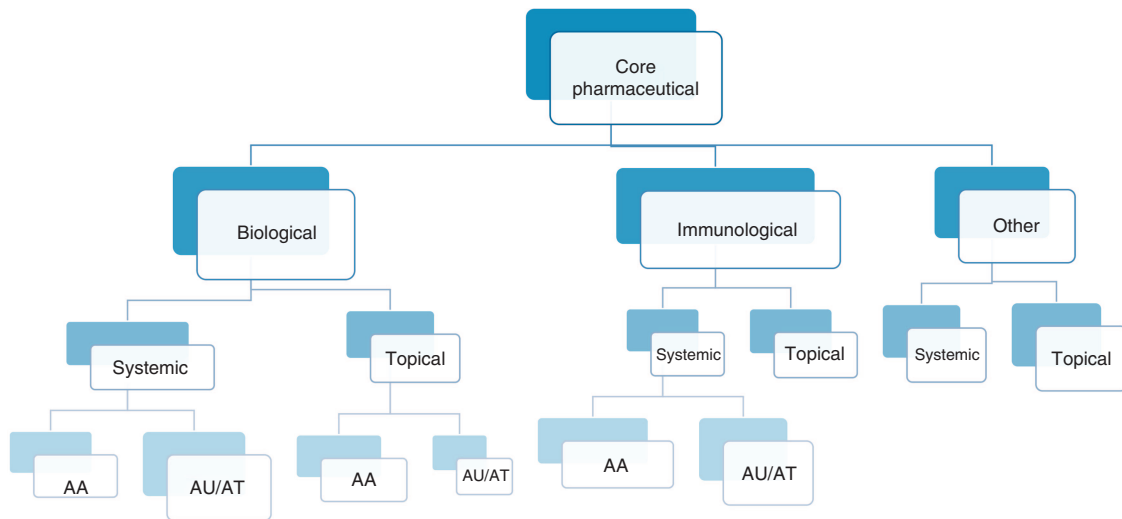 Core
pharmaceutical
Biological
Immunological
Other
Systemic
Topical
Systemic
Topical
Systemic
Topical
AA
AU/AT
AA
AU/AT
AA
AU/AT